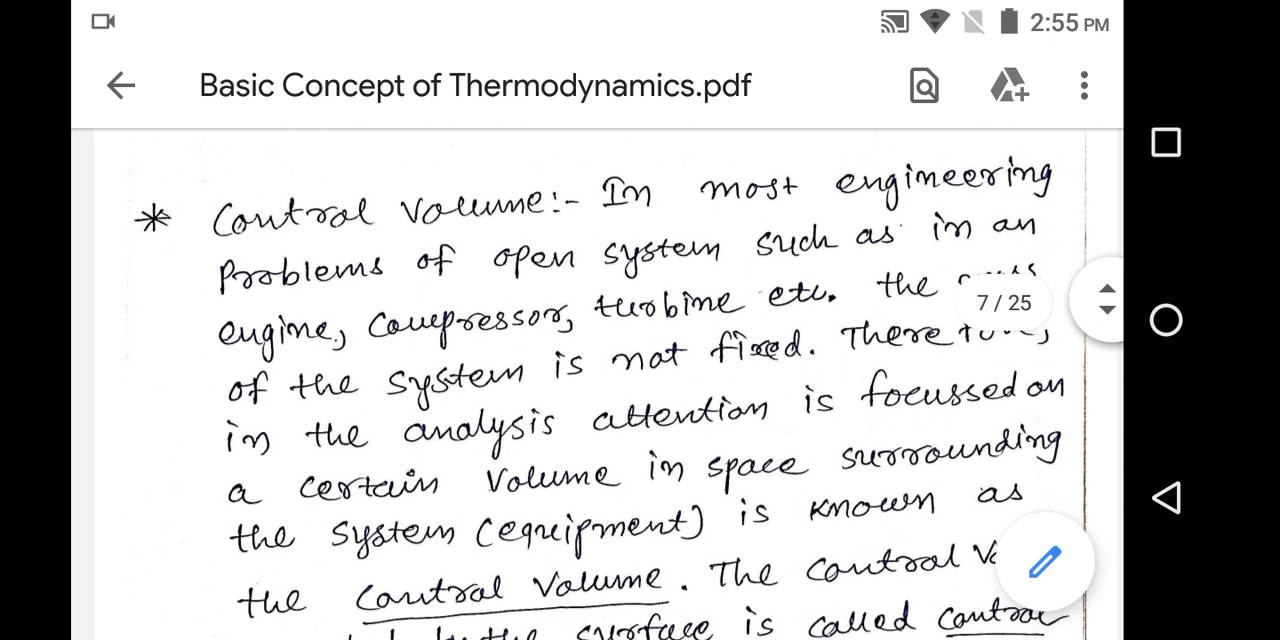 2:55 PM
Basic Concept of Thermodynamics.pdf
* Control Volume:- In most engineering
Problems of open system such as in an
engine, Compressor, turbine etc. the
7 / 25
of the system is not fixed. Therefore,
in the analysis attention is focussed on
a certain Volume in space surrounding
the system (equipment) is known as
the Control Volume. The Control
the surface is called Control